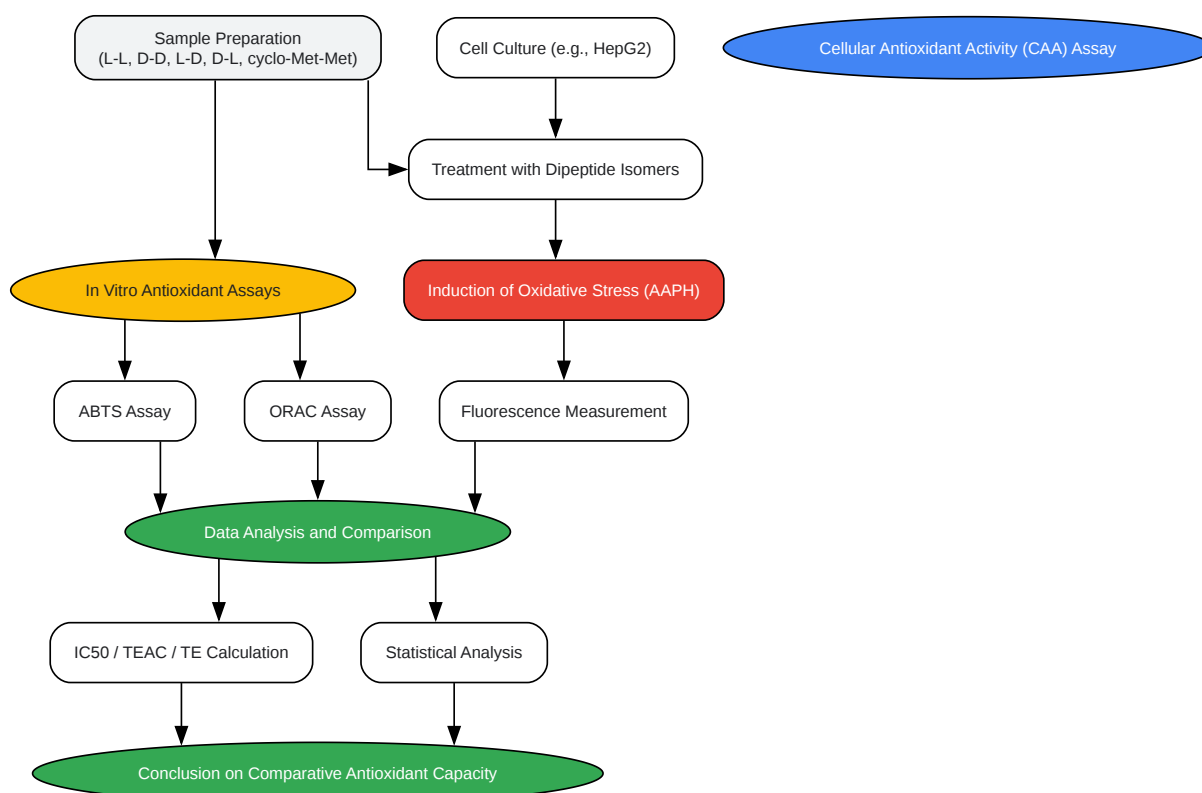 Sample Preparation
(L-L, D-D, L-D, D-L, cyclo-Met-Met)
Cell Culture (e.g., HepG2)
Cellular Antioxidant Activity (CAA) Assay
Treatment with Dipeptide Isomers
In Vitro Antioxidant Assays
Induction of Oxidative Stress (AAPH)
ABTS Assay
ORAC Assay
Fluorescence Measurement
Data Analysis and Comparison
IC50 / TEAC / TE Calculation
Statistical Analysis
Conclusion on Comparative Antioxidant Capacity